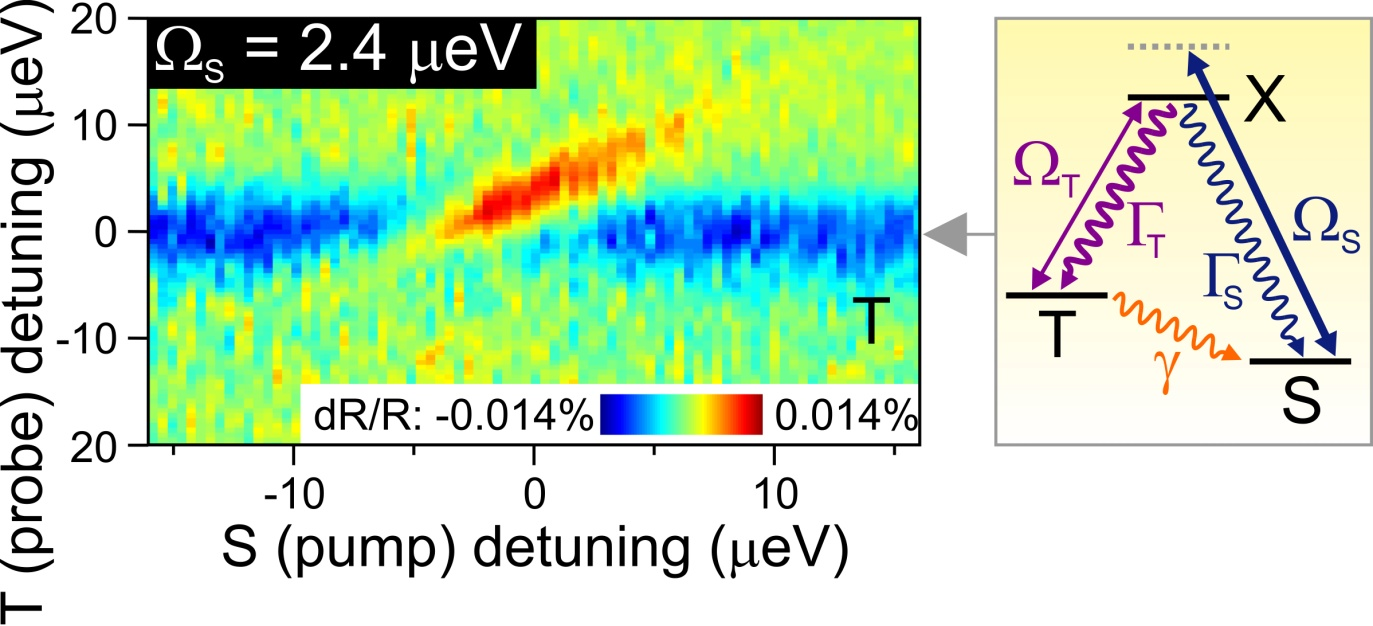 T (probe) detuning (μeV)
20
10
0
-10
20
Ω_S = 2.4 μeV
T
dR/R: -0.014% 0.014%
-10 0 10
S (pump) detuning (μeV)
X
Ω_T
Γ_T
Ω_S
Γ_S
T
γ
S